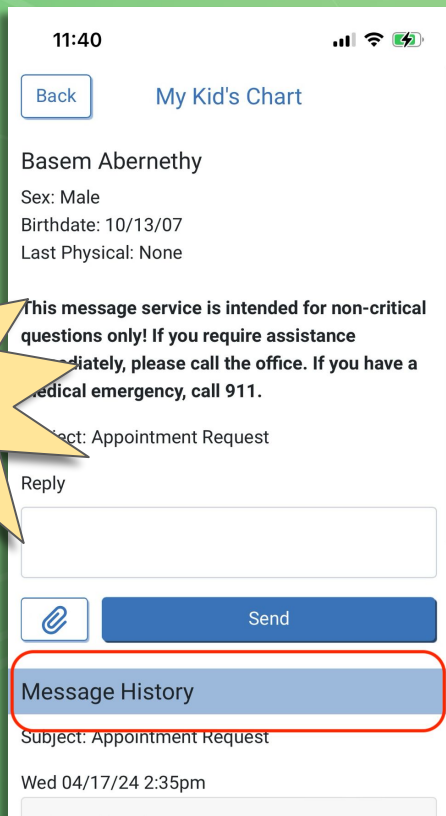 11:40
Back
My Kid's Chart
Basem Abernethy
Sex: Male
Birthdate: 10/13/07
Last Physical: None
This message service is intended for non-critical
questions only! If you require assistance
please call the office. If you have a
medical emergency, call 911.
Appointment Request
Reply
Send
Message History
Subject: Appointment Request
Wed 04/17/24 2:35pm